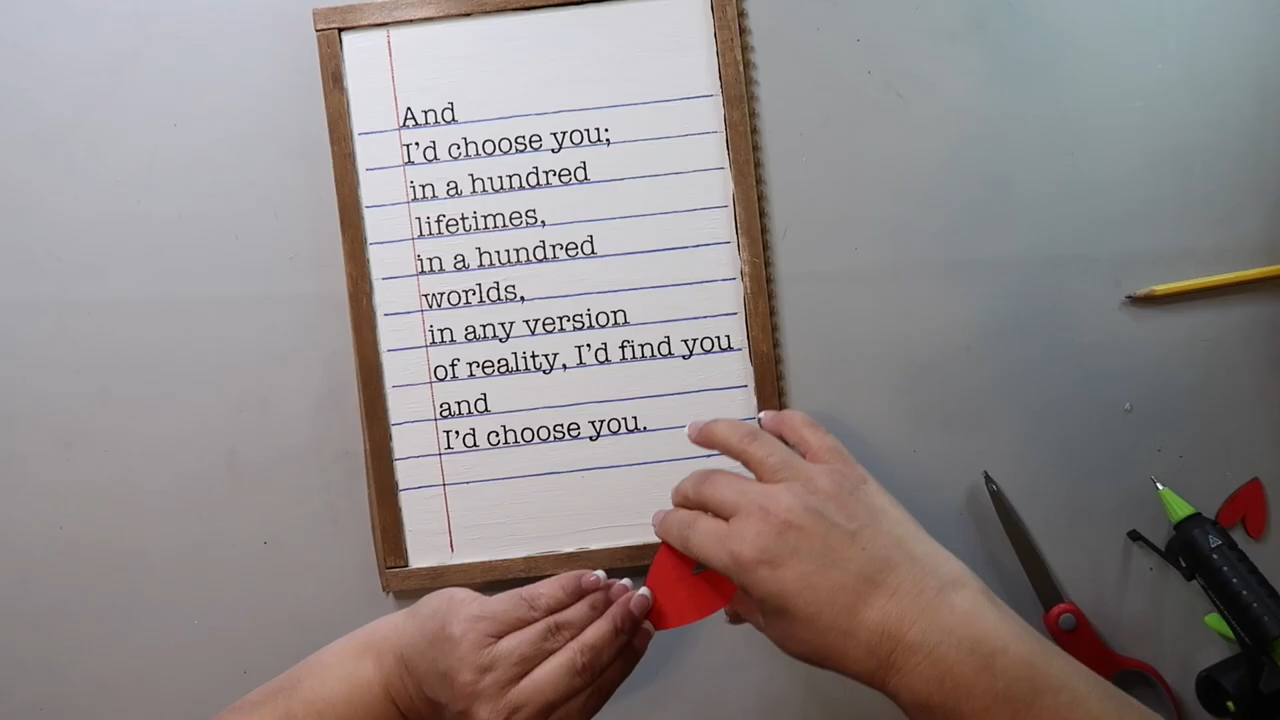 And
I'd choose you;
in a hundred
lifetimes,
in a hundred
worlds,
in any version
of reality, I'd find you
and
I'd choose you.